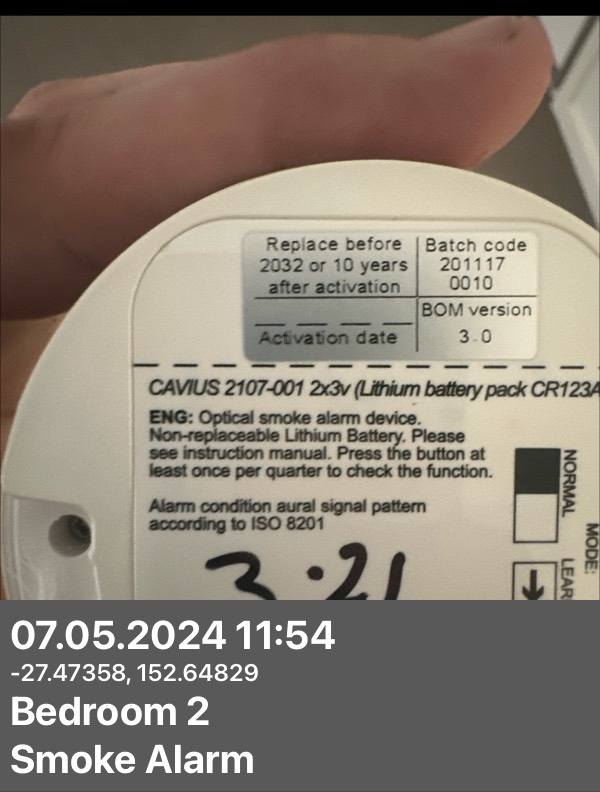 Replace before
2032 or 10 years
after activation
Activation date
Batch code
201117
0010
BOM version
3.0
CAVIUS 2107-001 2x3v (Lithium battery pack CR123A
ENG: Optical smoke alarm device.
Non-replaceable Lithium Battery. Please
see instruction manual. Press the button at
least once per quarter to check the function.
Alarm condition aural signal pattern
according to ISO 8201
3.21
NORMAL
MODE:
LEAR
07.05.2024 11:54
-27.47358, 152.64829
Bedroom 2
Smoke Alarm